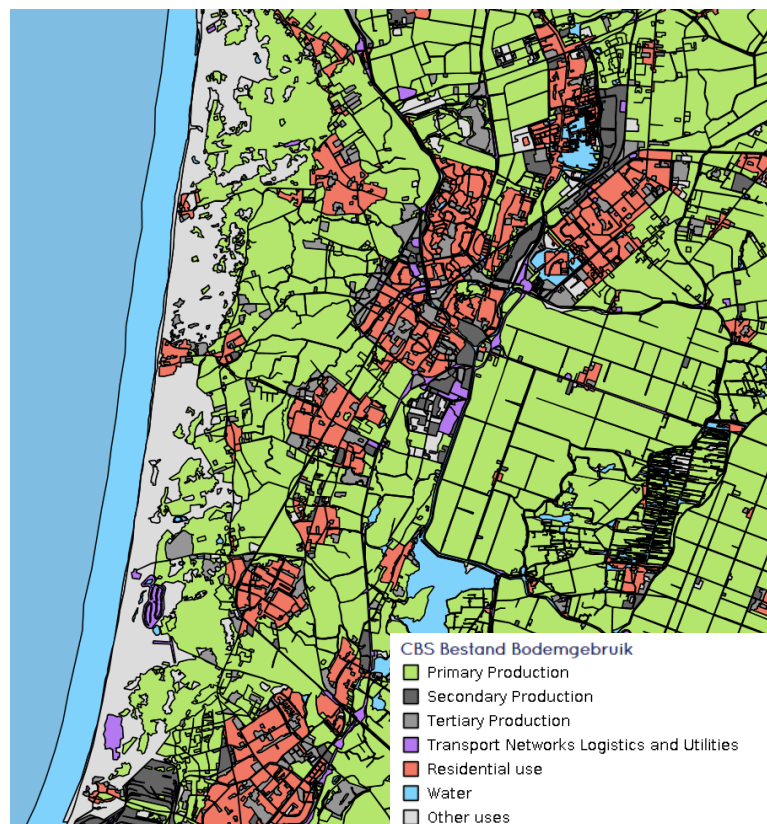 CBS Bestand Bodemgebruik
Primary Production
Secondary Production
Tertiary Production
Transport Networks Logistics and Utilities
Residential use
Water
Other uses